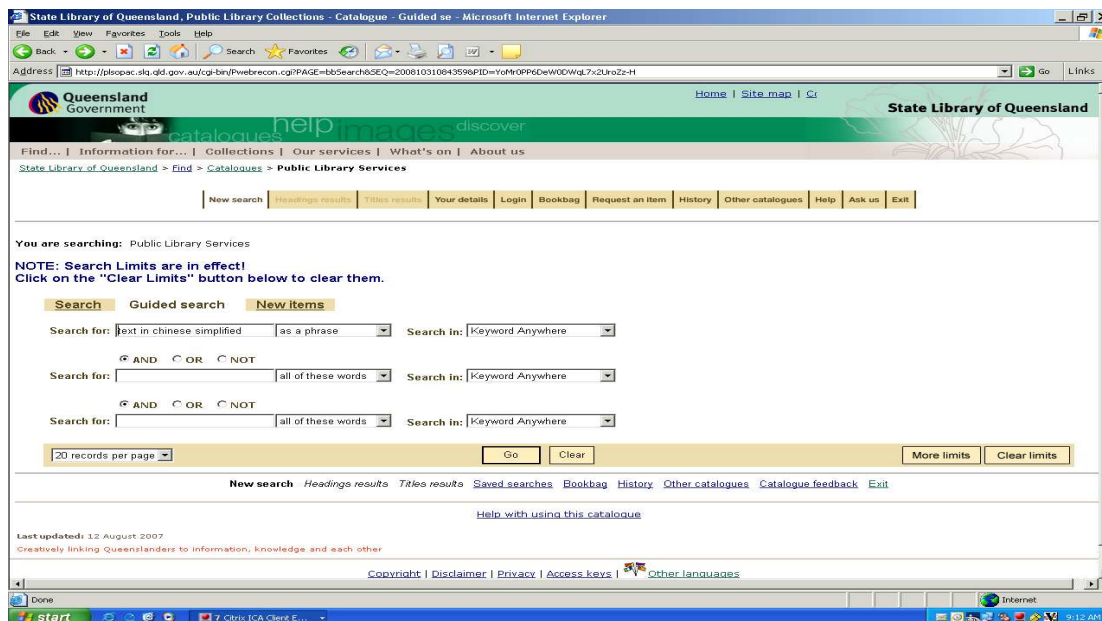 State Library of Queensland, Public Library Collections - Catalogue - Guided se - Microsoft Internet Explorer
File Edit View Favorites Tools Help
Back Search Favorites
Address http://plsopac.slq.qld.gov.au/cgi-bin/Pwebrecon.cgi?PAGE=bbSearch&SEQ=20081031084359&PID=YoMr0PP6DeW0DWqL7x2UroZz-H Go Links
Queensland Government
Home | Site map |
State Library of Queensland
catalogues help images discover
Find... | Information for... | Collections | Our services | What's on | About us
State Library of Queensland > Find > Catalogues > Public Library Services
New search Headings results Titles results Your details Login Bookbag Request an item History Other catalogues Help Ask us Exit
You are searching: Public Library Services
NOTE: Search Limits are in effect!
Click on the "Clear Limits" button below to clear them.
Search Guided search New items
Search for: text in chinese simplified as a phrase Search in: Keyword Anywhere
AND OR NOT
Search for: all of these words Search in: Keyword Anywhere
AND OR NOT
Search for: all of these words Search in: Keyword Anywhere
20 records per page Go Clear More limits Clear limits
New search Headings results Titles results Saved searches Bookbag History Other catalogues Catalogue feedback Exit
Help with using this catalogue
Last updated: 12 August 2007
Creatively linking Queenslanders to information, knowledge and each other
Copyright | Disclaimer | Privacy | Access keys | Other languages
Done Internet
start 7 Citrix ICA Client E... 9:12 AM